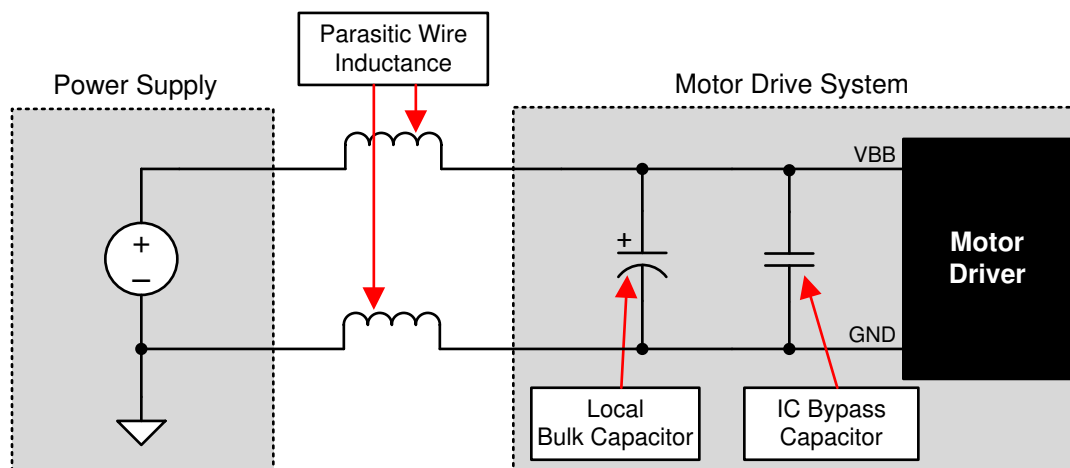 Parasitic Wire
Inductance
Power Supply
Motor Drive System
VBB
+
–
+
Motor
Driver
GND
Local
Bulk Capacitor
IC Bypass
Capacitor